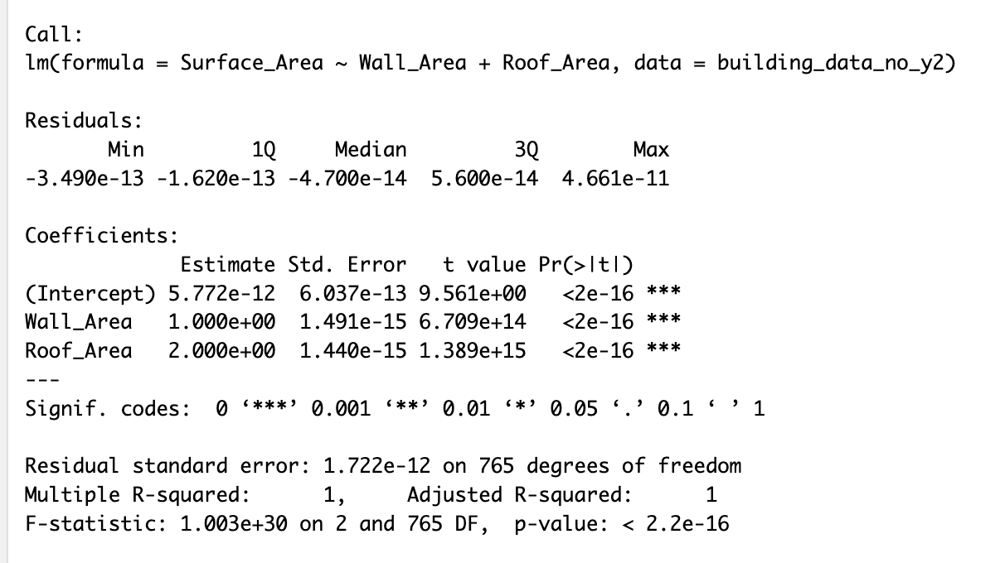 Call:
lm(formula = Surface_Area ~ Wall_Area + Roof_Area, data = building_data_no_y2)
Residuals:
Min 1Q Median 3Q Max
-3.490e-13 -1.620e-13 -4.700e-14 5.600e-14 4.661e-11
Coefficients:
Estimate Std. Error t value Pr(>|t|)
(Intercept) 5.772e-12 6.037e-13 9.561e+00 <2e-16 ***
Wall_Area 1.000e+00 1.491e-15 6.709e+14 <2e-16 ***
Roof_Area 2.000e+00 1.440e-15 1.389e+15 <2e-16 ***
---
Signif. codes: 0 ‘***’ 0.001 ‘**’ 0.01 ‘*’ 0.05 ‘.’ 0.1 ‘ ’ 1
Residual standard error: 1.722e-12 on 765 degrees of freedom
Multiple R-squared: 1, Adjusted R-squared: 1
F-statistic: 1.003e+30 on 2 and 765 DF, p-value: < 2.2e-16